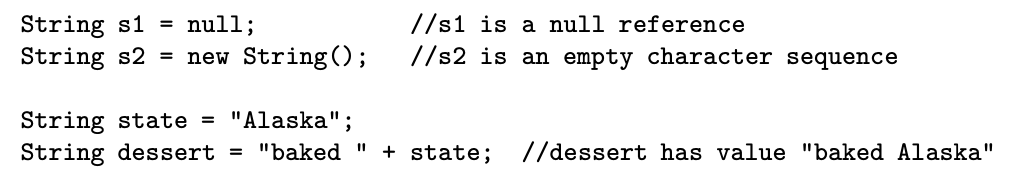 String s1 = null;          //s1 is a null reference
String s2 = new String();  //s2 is an empty character sequence

String state = "Alaska";
String dessert = "baked " + state;  //dessert has value "baked Alaska"